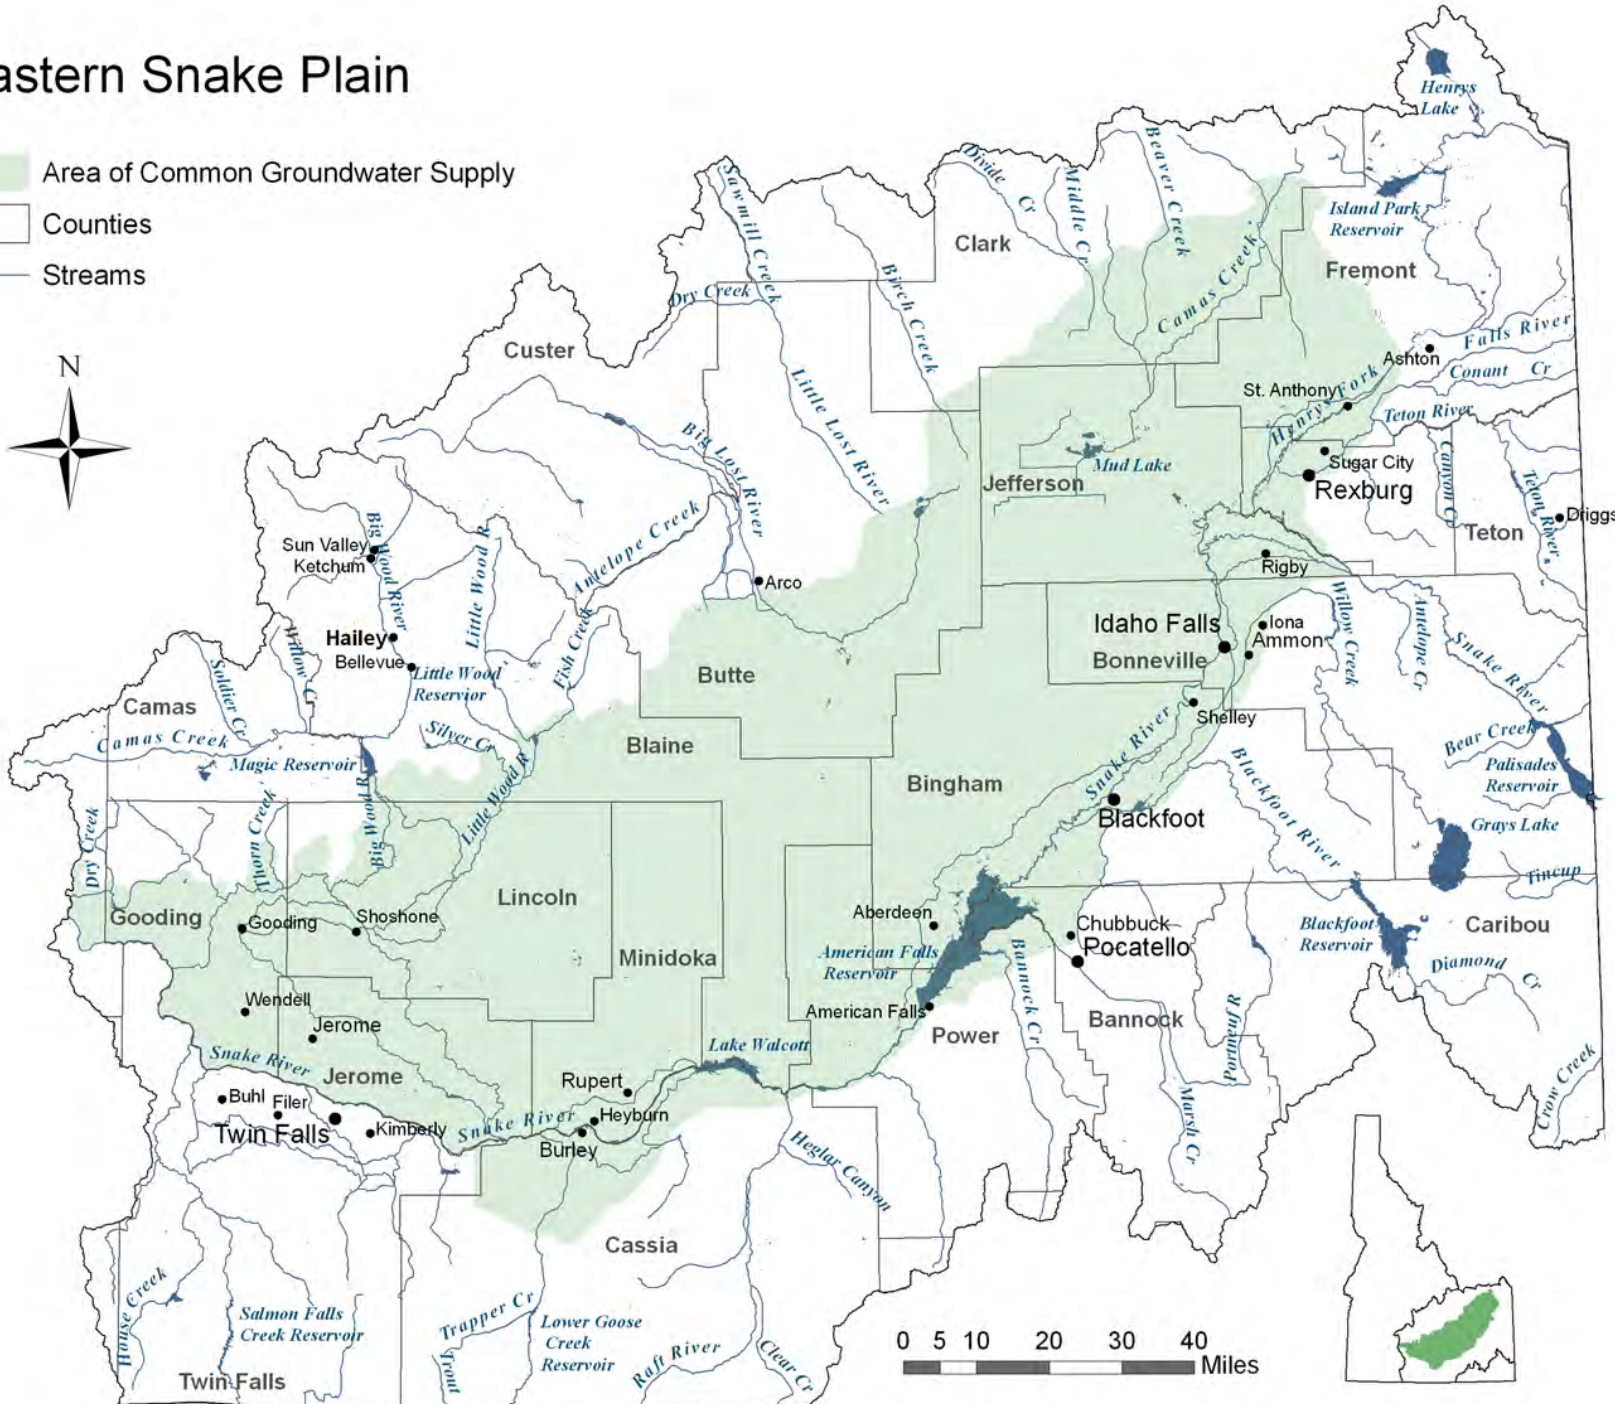 astern Snake Plain
Area of Common Groundwater Supply
Counties
Streams
N
Henrys
Lake
Island Park
Reservoir
Fremont
Divide Cr
Middle Cr
Beaver Creek
Camas Creek
Clark
Sawmill Creek
Birch Creek
Dry Creek
Custer
Little Lost River
Big Lost River
Falls River
Ashton
Conant Cr
St. Anthony
Henrys Fork
Teton River
Sugar City
Rexburg
Canyon Cr
Teton River
Driggs
Teton
Mud Lake
Jefferson
Rigby
Big Wood River
Sun Valley
Ketchum
Little Wood R
Antelope Creek
Arco
Fish Creek
Hailey
Bellevue
Little Wood
Reservior
Willow Cr
Soldier Cr
Camas
Camas Creek
Silver Cr
Magic Reservoir
Butte
Blaine
Idaho Falls
Iona
Ammon
Bonneville
Willow Creek
Antelope Cr
Snake River
Shelley
Snake River
Bear Creek
Palisades
Reservoir
Bingham
Blackfoot
Blackfoot River
Grays Lake
Tincup
Dry Creek
Thorn Creek
Big Wood R
Little Wood R
Gooding
Gooding
Shoshone
Lincoln
Minidoka
Aberdeen
American Falls
Reservoir
American Falls
Chubbuck
Pocatello
Bannock Cr
Power
Bannock
Portneuf R
Blackfoot
Reservoir
Caribou
Diamond Cr
Wendell
Jerome
Snake River
Jerome
Lake Walcott
Rupert
Heyburn
Snake River
Burley
Buhl
Filer
Twin Falls
Kimberly
Marsh Cr
Crow Creek
Heglar Canyon
Cassia
House Creek
Salmon Falls
Creek Reservoir
Twin Falls
Trapper Cr
Trout
Lower Goose
Creek
Reservoir
Raft River
Clear Cr
0 5 10 20 30 40
Miles